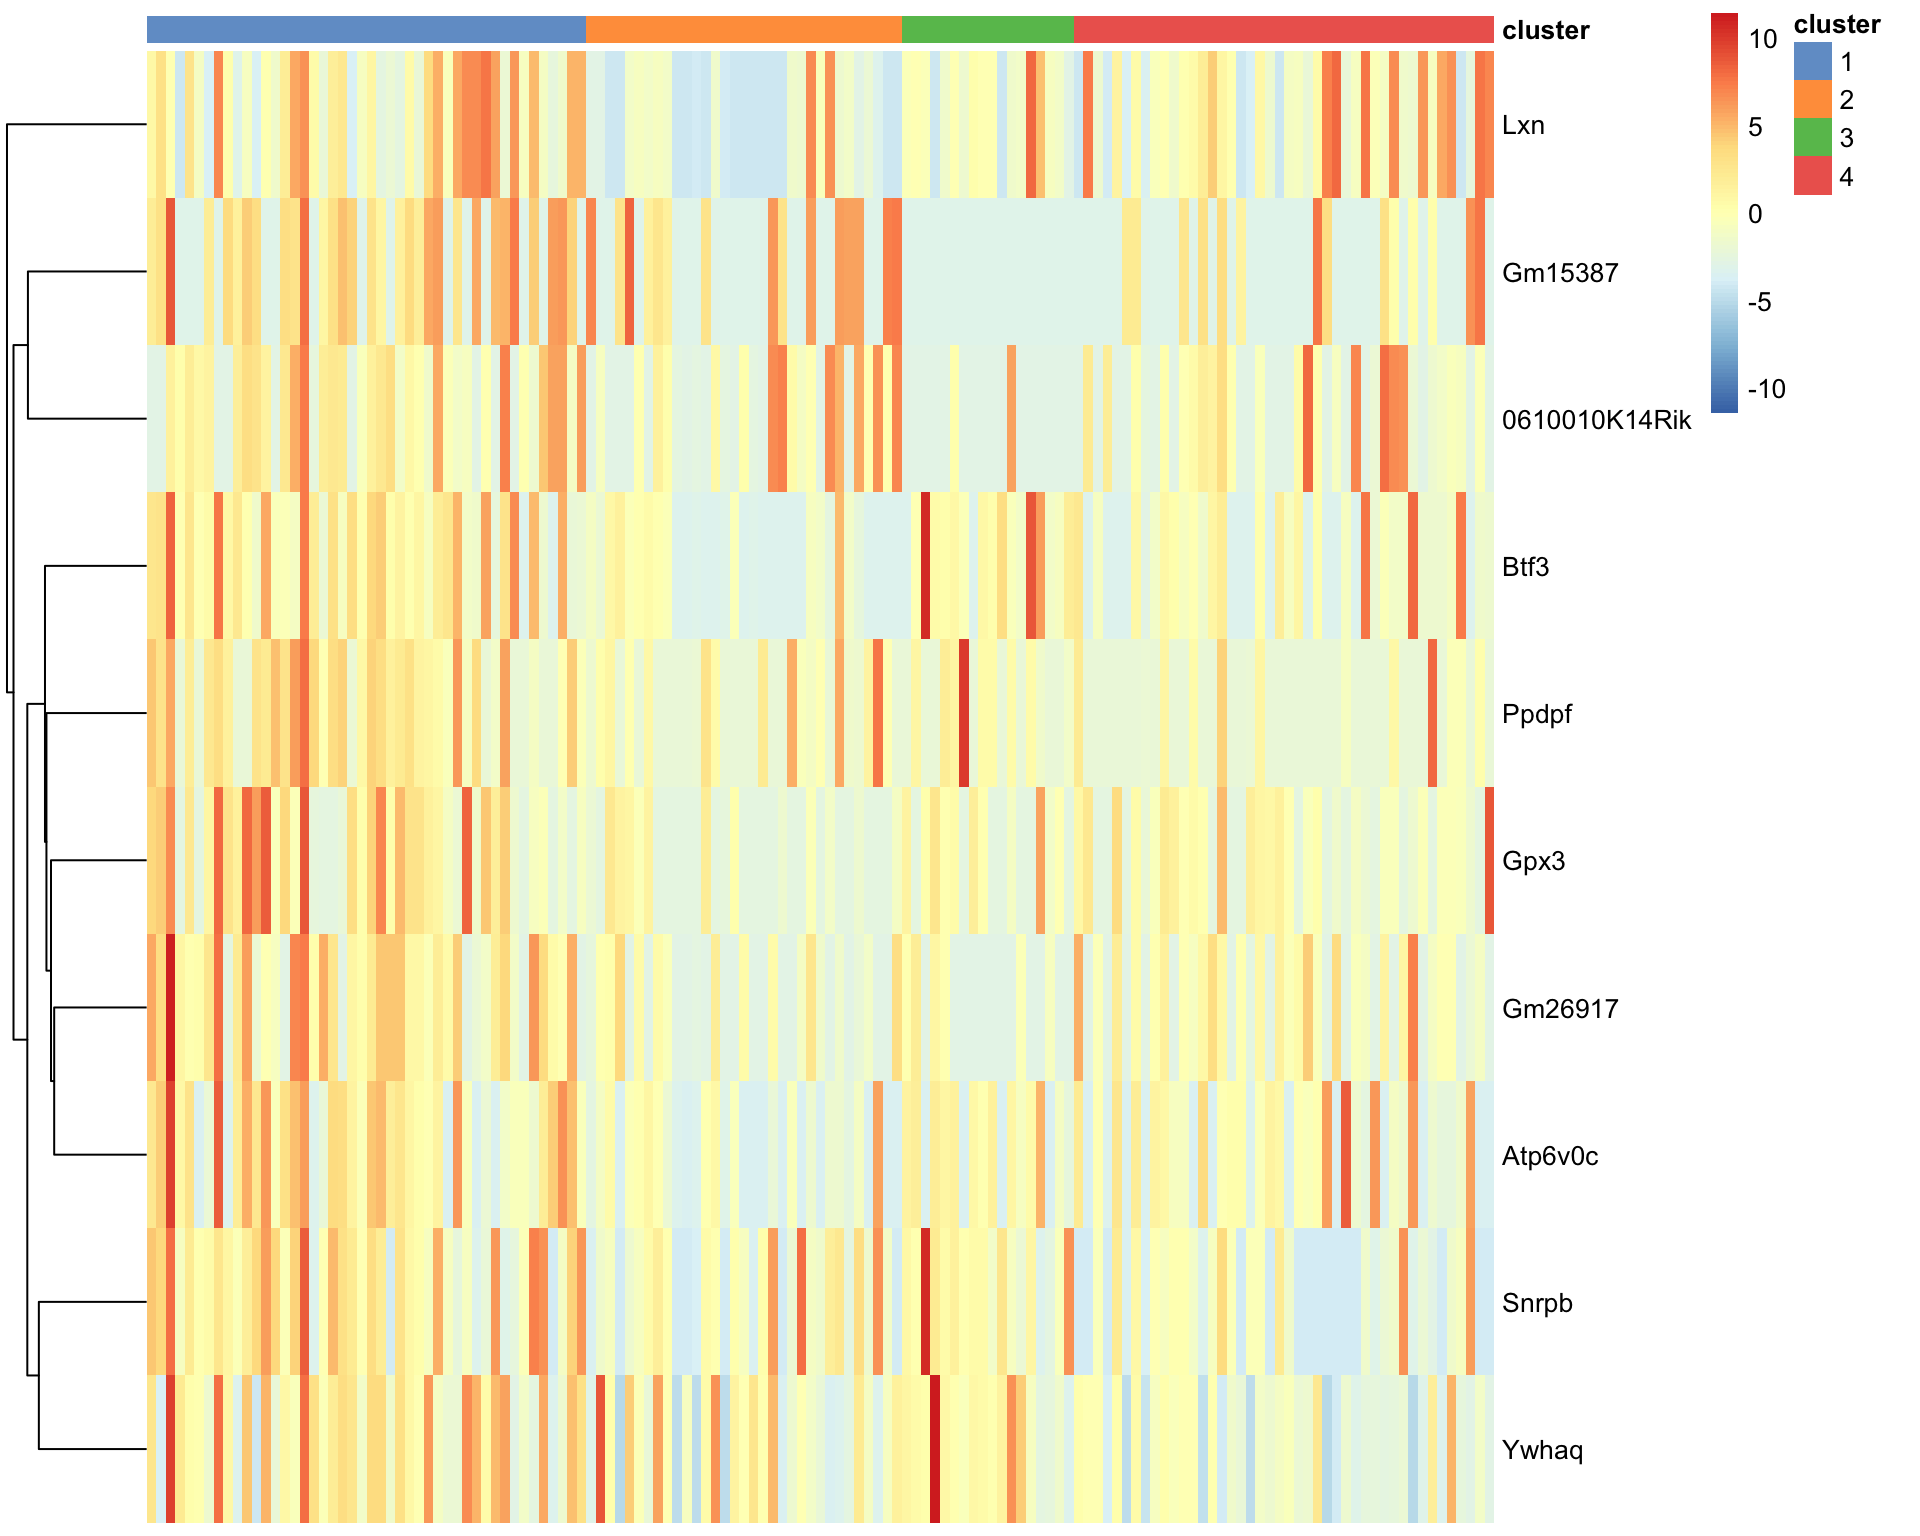 cluster
Lxn
Gm15387
0610010K14Rik
Btf3
Ppdpf
Gpx3
Gm26917
Atp6v0c
Snrpb
Ywhaq
10
5
0
-5
-10
cluster
1
2
3
4